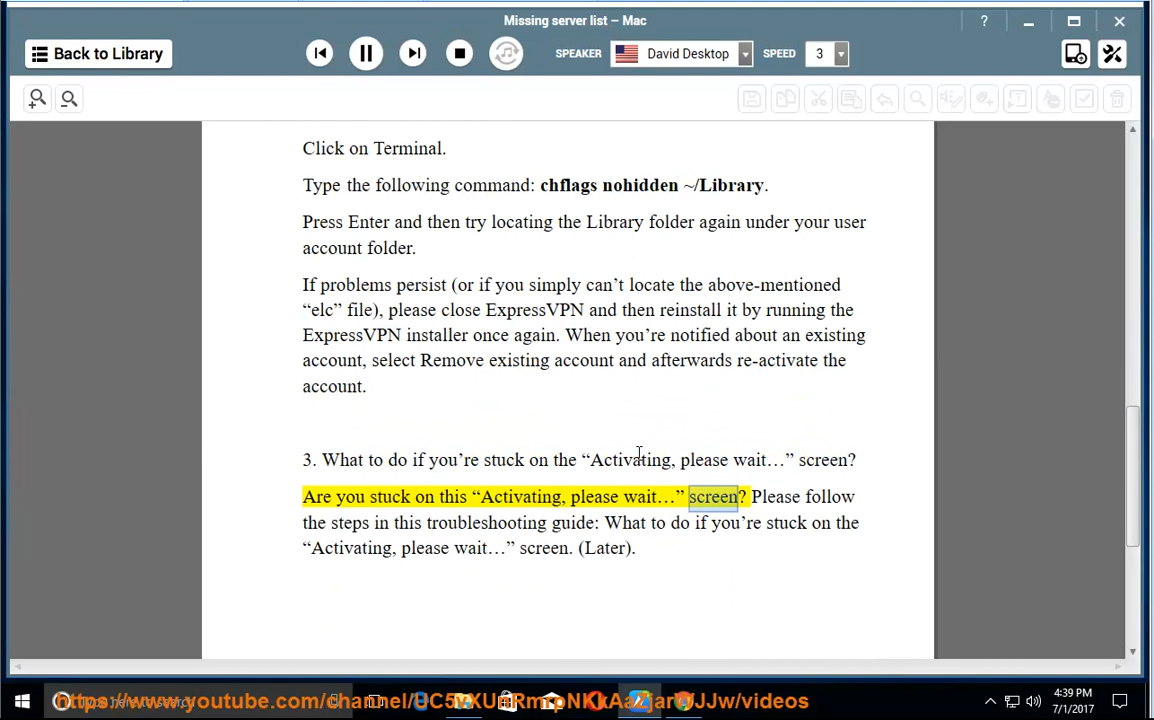 Missing server list – Mac
?
Back to Library
SPEAKER David Desktop SPEED 3
Click on Terminal.
Type the following command: chflags nohidden ~/Library.
Press Enter and then try locating the Library folder again under your user
account folder.
If problems persist (or if you simply can’t locate the above-mentioned
“elc” file), please close ExpressVPN and then reinstall it by running the
ExpressVPN installer once again. When you’re notified about an existing
account, select Remove existing account and afterwards re-activate the
account.
3. What to do if you’re stuck on the “Activating, please wait…” screen?
Are you stuck on this “Activating, please wait…” screen? Please follow
the steps in this troubleshooting guide: What to do if you’re stuck on the
“Activating, please wait…” screen. (Later).
4:39 PM
7/1/2017